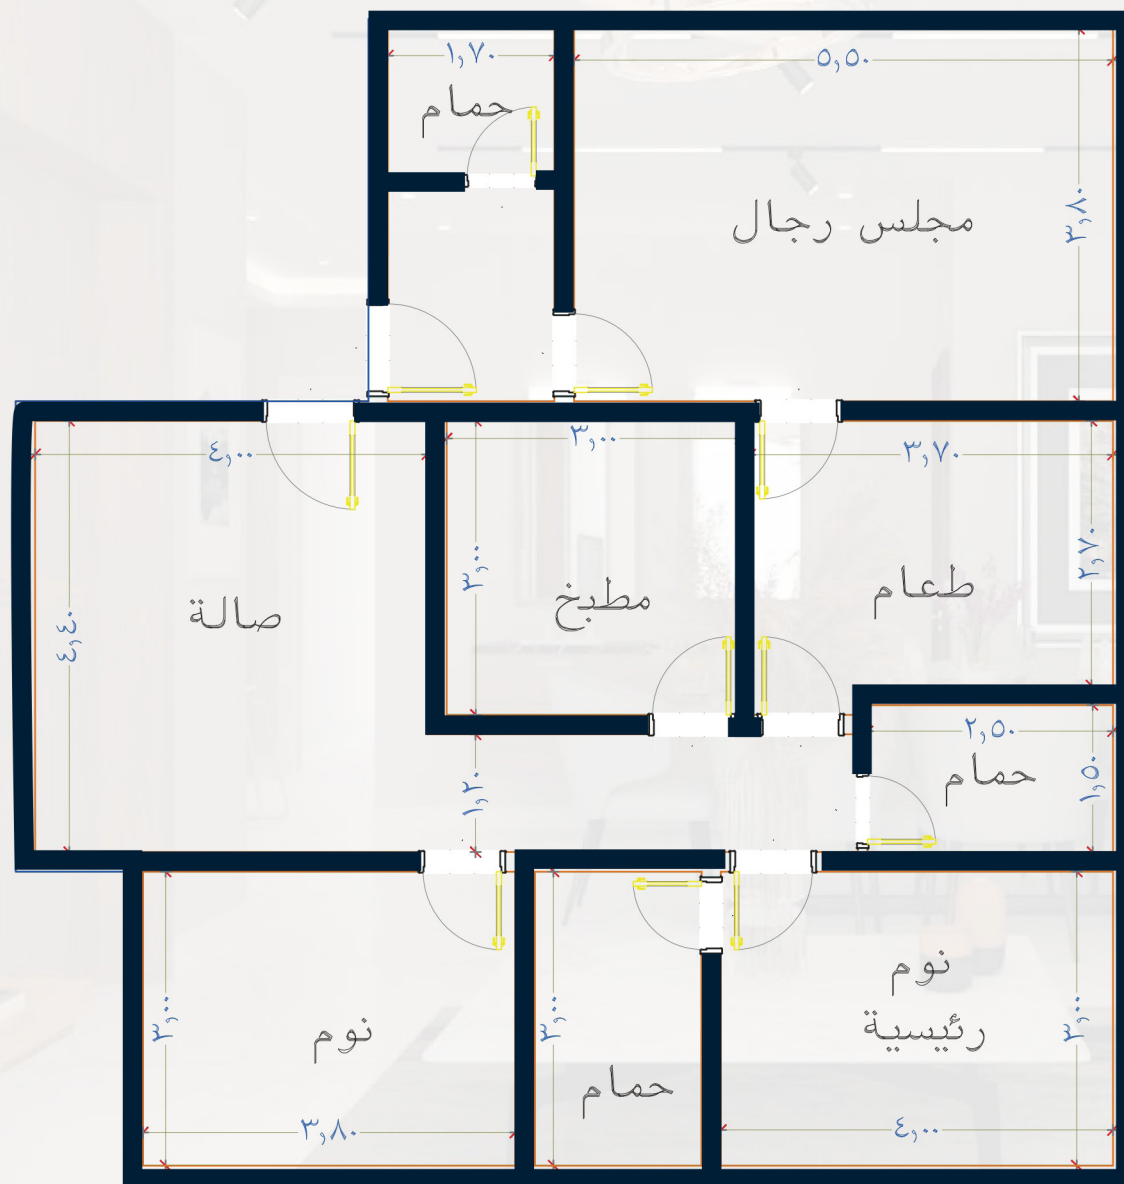 ١,٧٠
٥,٥٠
حمام
مجلس رجال
٣,٨٠
٤,٠٠
٣,٠٠
٣,٧٠
٤,٤٠
٣,٠٠
٢,٧٠
صالة
مطبخ
طعام
٢,٥٠
حمام
١,٥٠
١,٢٠
نوم
رئيسية
٣,٠٠
نوم
٣,٠٠
حمام
٣,٠٠
٣,٨٠
٤,٠٠